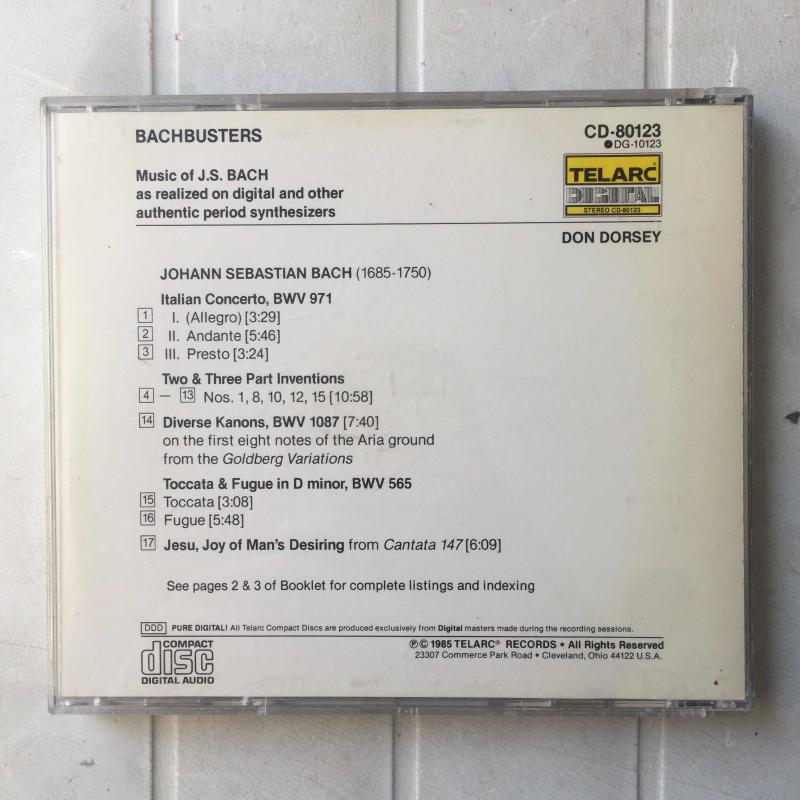 BACHBUSTERS
CD-80123
●DG-10123
Music of J.S. BACH
as realized on digital and other
authentic period synthesizers
TELARC®
DIGITAL
STEREO CD-80123
DON DORSEY
JOHANN SEBASTIAN BACH (1685-1750)
Italian Concerto, BWV 971
1 I. (Allegro) [3:29]
2 II. Andante [5:46]
3 III. Presto [3:24]
Two & Three Part Inventions
4 – 13 Nos. 1, 8, 10, 12, 15 [10:58]
14 Diverse Kanons, BWV 1087 [7:40]
on the first eight notes of the Aria ground
from the Goldberg Variations
Toccata & Fugue in D minor, BWV 565
15 Toccata [3:08]
16 Fugue [5:48]
17 Jesu, Joy of Man's Desiring from Cantata 147 [6:09]
See pages 2 & 3 of Booklet for complete listings and indexing
DDD PURE DIGITAL! All Telarc Compact Discs are produced exclusively from Digital masters made during the recording sessions.
COMPACT
disc
DIGITAL AUDIO
℗© 1985 TELARC® RECORDS • All Rights Reserved
23307 Commerce Park Road • Cleveland, Ohio 44122 U.S.A.